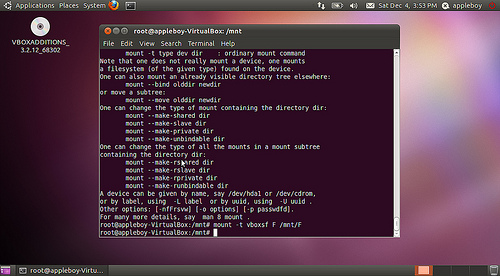 Applications Places System
Sat Dec 4, 3:53 PM appleboy
VBOXADDITIONS_
3.2.12_68302
root@appleboy-VirtualBox: /mnt
File Edit View Search Terminal Help
mount -t type dev dir : ordinary mount command
Note that one does not really mount a device, one mounts
a filesystem (of the given type) found on the device.
One can also mount an already visible directory tree elsewhere:
mount --bind olddir newdir
or move a subtree:
mount --move olddir newdir
One can change the type of mount containing the directory dir:
mount --make-shared dir
mount --make-slave dir
mount --make-private dir
mount --make-unbindable dir
One can change the type of all the mounts in a mount subtree
containing the directory dir:
mount --make-rshared dir
mount --make-rslave dir
mount --make-rprivate dir
mount --make-runbindable dir
A device can be given by name, say /dev/hda1 or /dev/cdrom,
or by label, using -L label or by uuid, using -U uuid .
Other options: [-nfFrsvw] [-o options] [-p passwdfd].
For many more details, say man 8 mount .
root@appleboy-VirtualBox:/mnt# mount -t vboxsf F /mnt/F
root@appleboy-VirtualBox:/mnt#
root@appleboy-Virtu...